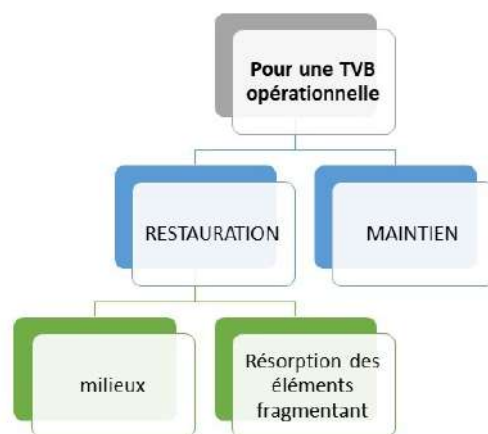 Pour une TVB
opérationnelle
RESTAURATION
MAINTIEN
milieux
Résorption des
éléments
fragmentant